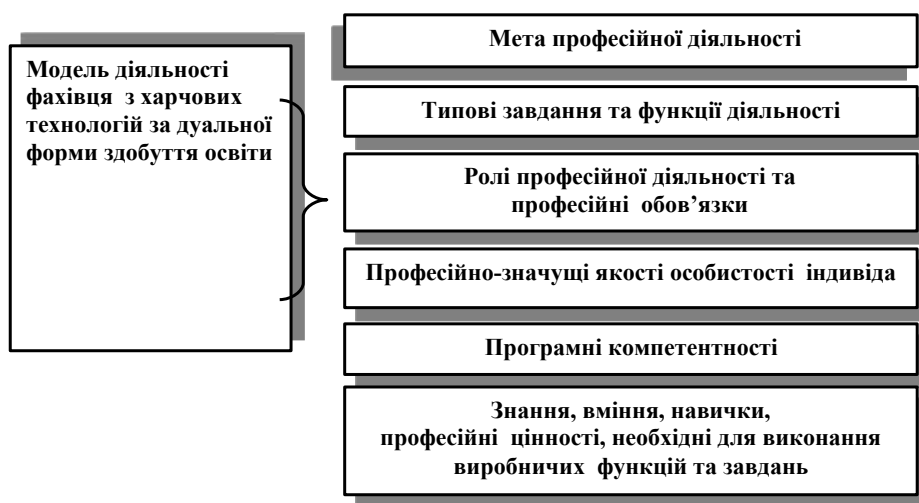 Модель діяльності
фахівця з харчових
технологій за дуальної
форми здобуття освіти
Мета професійної діяльності
Типові завдання та функції діяльності
Ролі професійної діяльності та
професійні обов’язки
Професійно-значущі якості особистості індивіда
Програмні компетентності
Знання, вміння, навички,
професійні цінності, необхідні для виконання
виробничих функцій та завдань